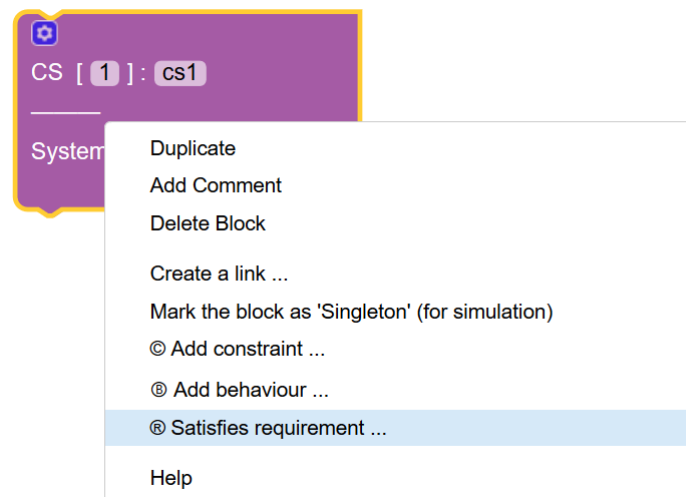 CS [ 1 ] : cs1
System
Duplicate
Add Comment
Delete Block
Create a link ...
Mark the block as 'Singleton' (for simulation)
© Add constraint ...
Ⓑ Add behaviour ...
® Satisfies requirement ...
Help